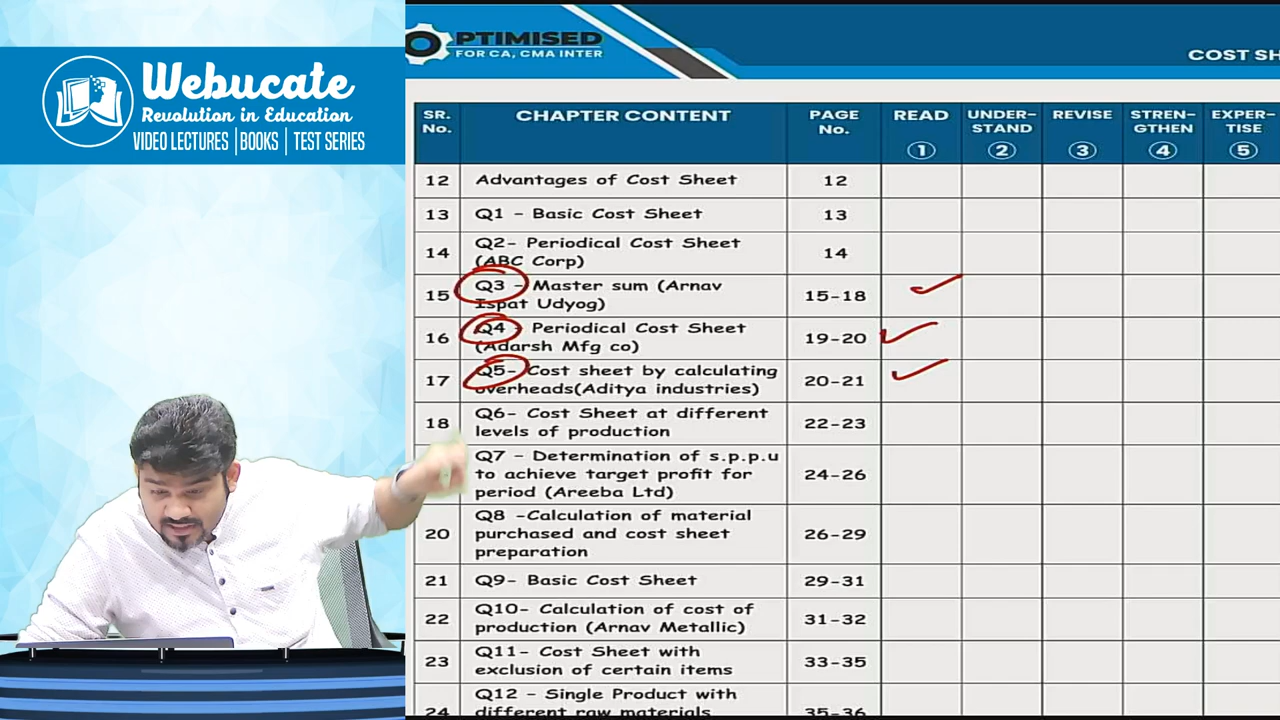 Webucate
Revolution in Education
VIDEO LECTURES | BOOKS | TEST SERIES
PTIMISED
FOR CA, CMA INTER
COST SH
SR. No. CHAPTER CONTENT PAGE No. READ ① UNDER-STAND ② REVISE ③ STREN-GTHEN ④ EXPER-TISE ⑤
12 Advantages of Cost Sheet 12
13 Q1 - Basic Cost Sheet 13
14 Q2- Periodical Cost Sheet
(ABC Corp) 14
15 Q3 - Master sum (Arnav
Ispat Udyog) 15-18
16 Q4 - Periodical Cost Sheet
(Adarsh Mfg co) 19-20
17 Q5- Cost sheet by calculating
overheads(Aditya industries) 20-21
18 Q6- Cost Sheet at different
levels of production 22-23
Q7 - Determination of s.p.p.u
to achieve target profit for
period (Areeba Ltd) 24-26
20 Q8 -Calculation of material
purchased and cost sheet
preparation 26-29
21 Q9- Basic Cost Sheet 29-31
22 Q10- Calculation of cost of
production (Arnav Metallic) 31-32
23 Q11- Cost Sheet with
exclusion of certain items 33-35
24 Q12 - Single Product with
different raw materials 35-36